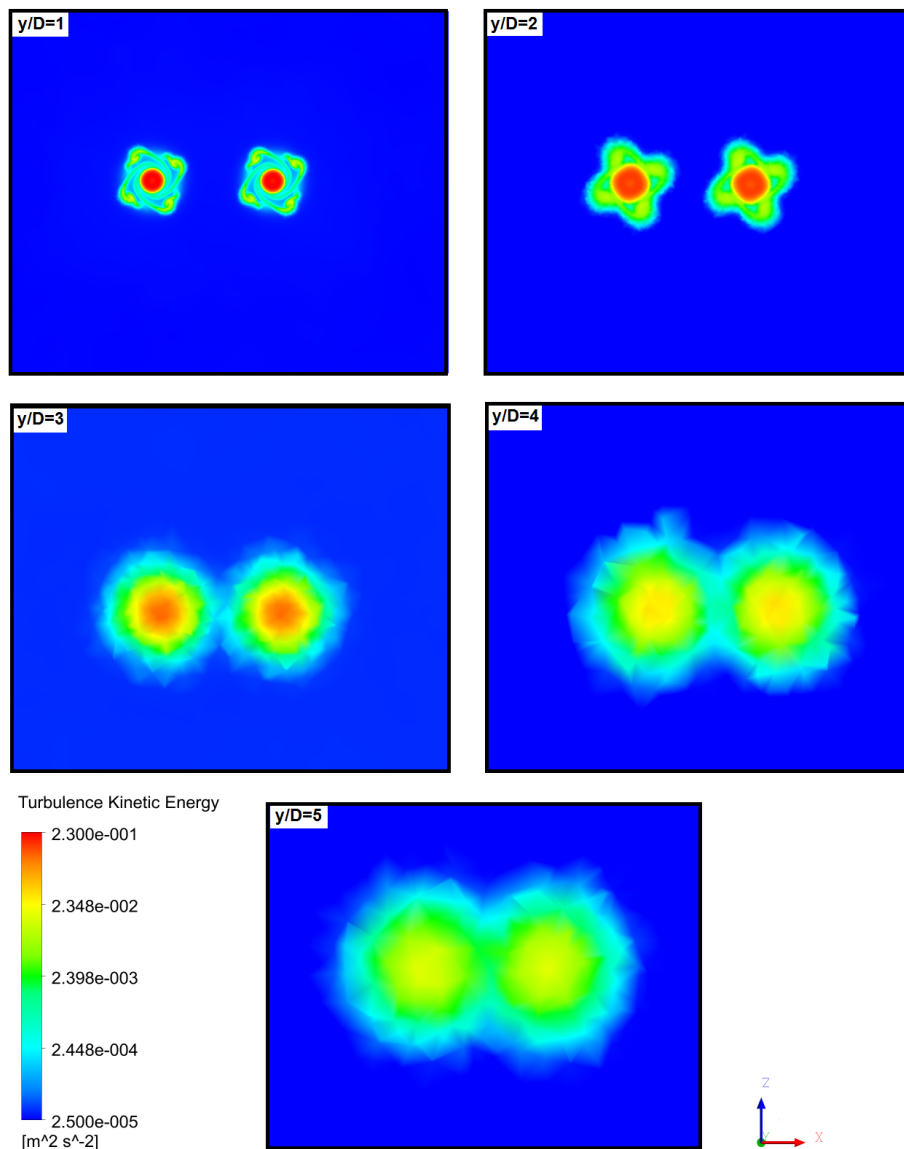 y/D=1
y/D=2
y/D=3
y/D=4
Turbulence Kinetic Energy
2.300e-001
2.348e-002
2.398e-003
2.448e-004
2.500e-005
[m^2 s^-2]
y/D=5
Z
Y
X